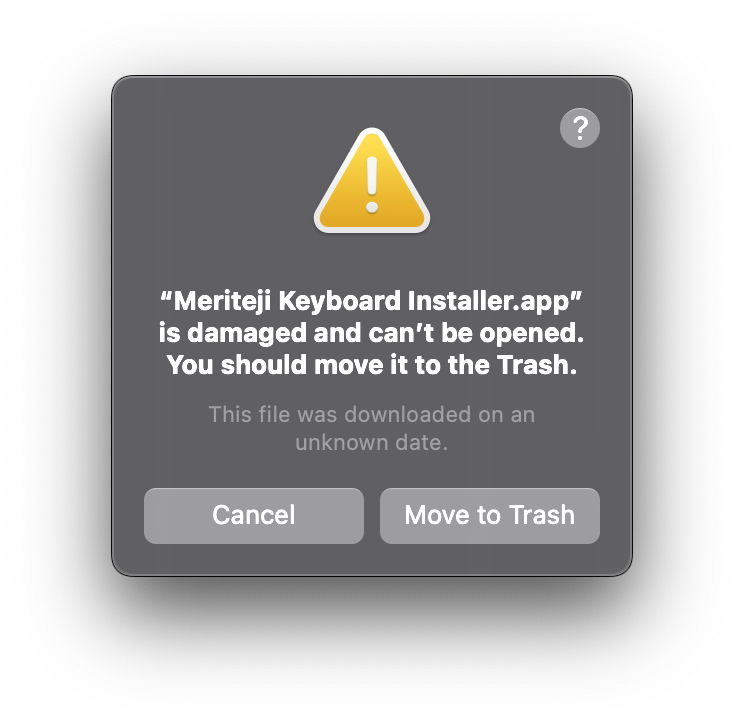 ?
“Meriteji Keyboard Installer.app”
is damaged and can’t be opened.
You should move it to the Trash.
This file was downloaded on an
unknown date.
Cancel
Move to Trash